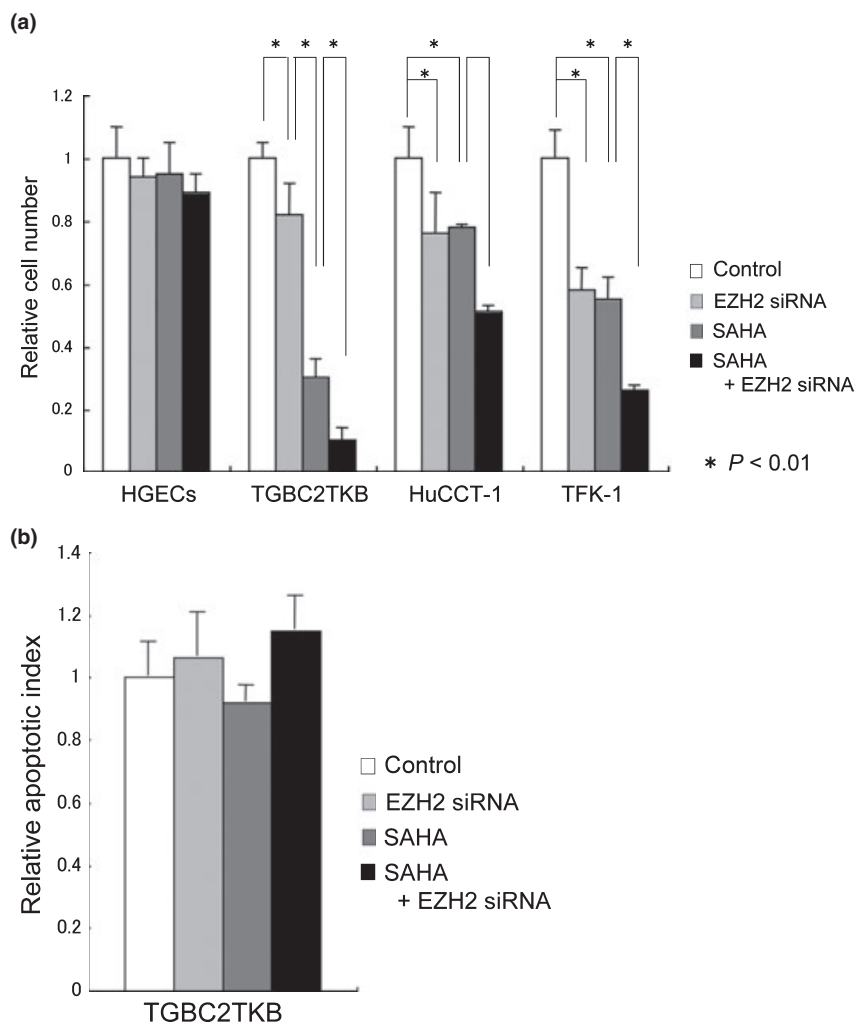 (a)
* * *
* *
* *
* *
1.2
1
0.8
0.6
0.4
0.2
0
Relative cell number
HGECs
TGBC2TKB
HuCCT-1
TFK-1
Control
EZH2 siRNA
SAHA
SAHA
+ EZH2 siRNA
* P < 0.01
(b)
1.4
1.2
1
0.8
0.6
0.4
0.2
0
Relative apoptotic index
TGBC2TKB
Control
EZH2 siRNA
SAHA
SAHA
+ EZH2 siRNA